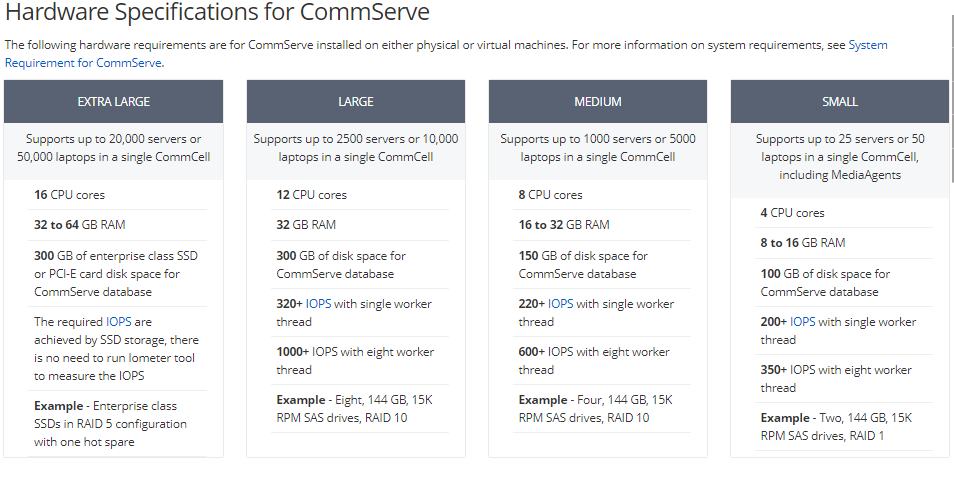 Hardware Specifications for CommServe
The following hardware requirements are for CommServe installed on either physical or virtual machines. For more information on system requirements, see System
Requirement for CommServe.
EXTRA LARGE
Supports up to 20,000 servers or
50,000 laptops in a single CommCell
16 CPU cores
32 to 64 GB RAM
300 GB of enterprise class SSD
or PCI-E card disk space for
CommServe database
The required IOPS are
achieved by SSD storage, there
is no need to run Iometer tool
to measure the IOPS
Example - Enterprise class
SSDs in RAID 5 configuration
with one hot spare
LARGE
Supports up to 2500 servers or 10,000
laptops in a single CommCell
12 CPU cores
32 GB RAM
300 GB of disk space for
CommServe database
320+ IOPS with single worker
thread
1000+ IOPS with eight worker
thread
Example - Eight, 144 GB, 15K
RPM SAS drives, RAID 10
MEDIUM
Supports up to 1000 servers or 5000
laptops in a single CommCell
8 CPU cores
16 to 32 GB RAM
150 GB of disk space for
CommServe database
220+ IOPS with single worker
thread
600+ IOPS with eight worker
thread
Example - Four, 144 GB, 15K
RPM SAS drives, RAID 10
SMALL
Supports up to 25 servers or 50
laptops in a single CommCell,
including MediaAgents
4 CPU cores
8 to 16 GB RAM
100 GB of disk space for
CommServe database
200+ IOPS with single worker
thread
350+ IOPS with eight worker
thread
Example - Two, 144 GB, 15K
RPM SAS drives, RAID 1